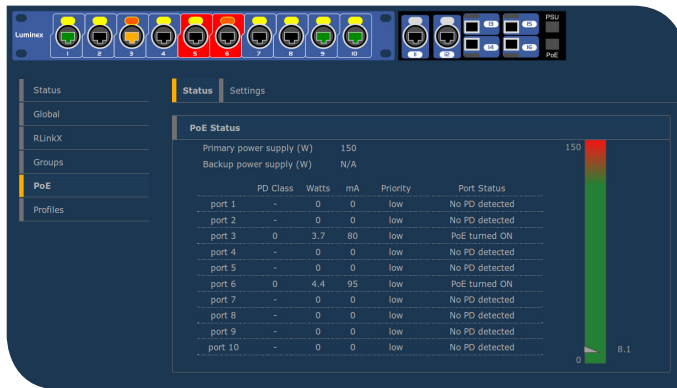 Luminex
1 2 3 4 5 6 7 8 9 10 11 12 13 15 PSU
14 16 PoE
Status
Global
RLinkX
Groups
PoE
Profiles
Status Settings
PoE Status
Primary power supply (W) 150
Backup power supply (W) N/A
PD Class Watts mA Priority Port Status
port 1 - 0 0 low No PD detected
port 2 - 0 0 low No PD detected
port 3 0 3.7 80 low PoE turned ON
port 4 - 0 0 low No PD detected
port 5 - 0 0 low No PD detected
port 6 0 4.4 95 low PoE turned ON
port 7 - 0 0 low No PD detected
port 8 - 0 0 low No PD detected
port 9 - 0 0 low No PD detected
port 10 - 0 0 low No PD detected
150
8.1
0